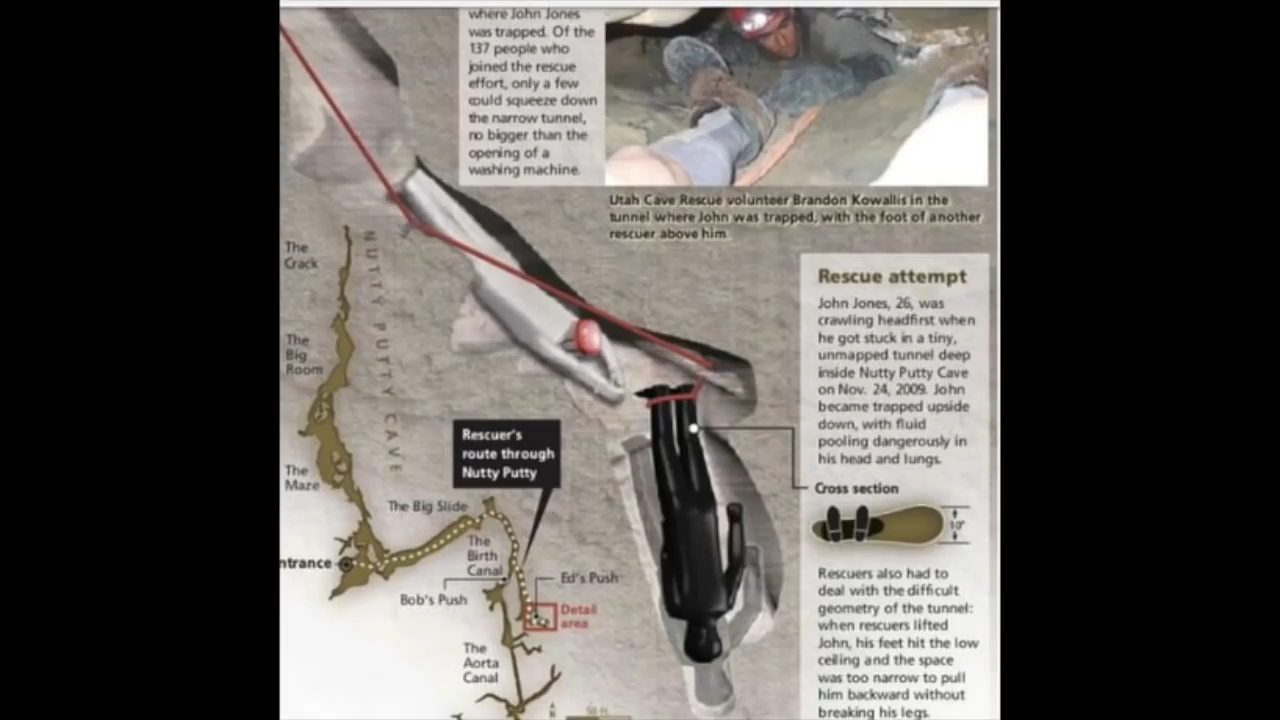 where John Jones
was trapped. Of the
137 people who
joined the rescue
effort, only a few
could squeeze down
the narrow tunnel,
no bigger than the
opening of a
washing machine.
Utah Cave Rescue volunteer Brandon Kowallis in the
tunnel where John was trapped, with the foot of another
rescuer above him.
Rescue attempt
John Jones, 26, was
crawling headfirst when
he got stuck in a tiny,
unmapped tunnel deep
inside Nutty Putty Cave
on Nov. 24, 2009. John
became trapped upside
down, with fluid
pooling dangerously in
his head and lungs.
Cross section
10"
Rescuers also had to
deal with the difficult
geometry of the tunnel:
when rescuers lifted
John, his feet hit the low
ceiling and the space
was too narrow to pull
him backward without
breaking his legs.
NUTTY PUTTY CAVE
The
Crack
The
Big
Room
The
Maze
Rescuer's
route through
Nutty Putty
The Big Slide
ntrance
The
Birth
Canal
Bob's Push
Ed's Push
Detail
area
The
Aorta
Canal
50 ft.